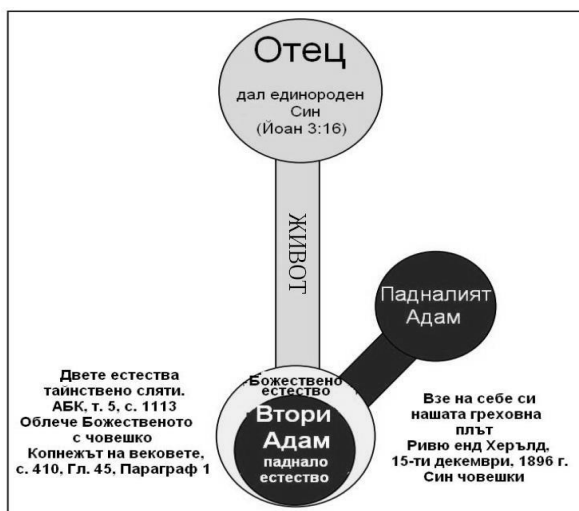 Отец
дал единороден
Син
(Йоан 3:16)
ЖИВОТ
Падналият
Адам
Божествено
естество
Втори
Адам
паднало
естество
Двете естества
тайнствено сляти.
АБК, т. 5, с. 1113
Облече Божественото
с човешко
Копнежът на вековете,
с. 410, Гл. 45, Параграф 1
Взе на себе си
нашата греховна
плът
Ривю енд Херълд,
15-ти декември, 1896 г.
Син човешки